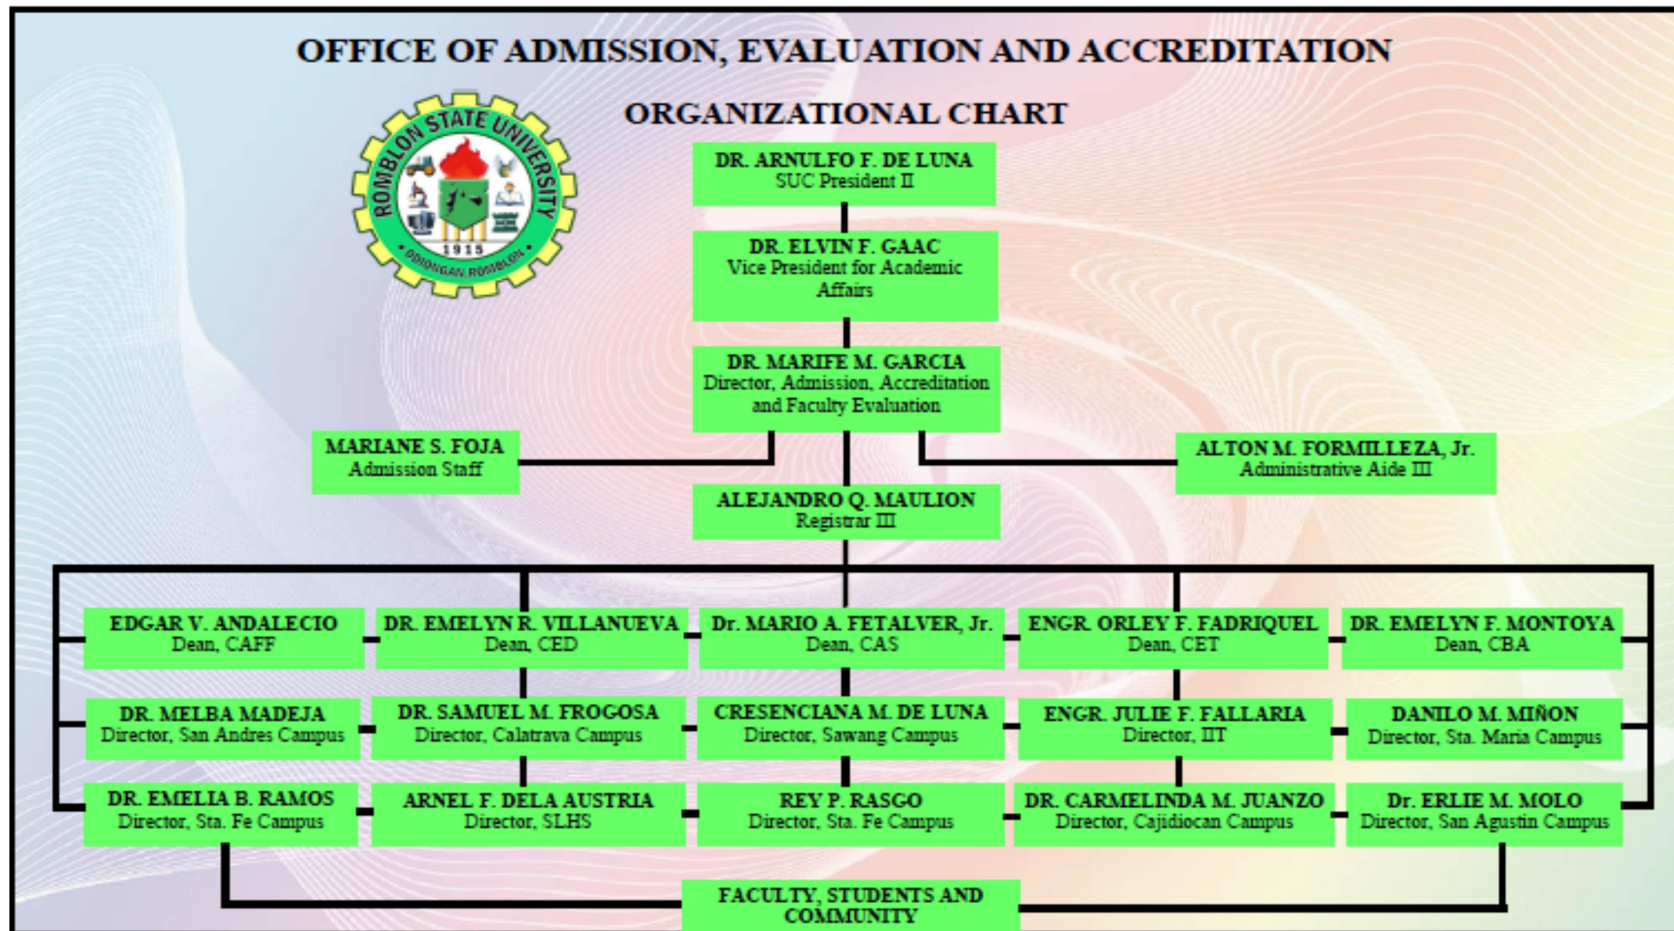 OFFICE OF ADMISSION, EVALUATION AND ACCREDITATION
ORGANIZATIONAL CHART
ROMBLON STATE UNIVERSITY
1915
ODIONGAN, ROMBLON
DR. ARNULFO F. DE LUNA
SUC President II
DR. ELVIN F. GAAC
Vice President for Academic
Affairs
DR. MARIFE M. GARCIA
Director, Admission, Accreditation
and Faculty Evaluation
MARIANE S. FOJA
Admission Staff
ALTON M. FORMILLEZA, Jr.
Administrative Aide III
ALEJANDRO Q. MAULION
Registrar III
EDGAR V. ANDALECIO
Dean, CAFF
DR. EMELYN R. VILLANUEVA
Dean, CED
Dr. MARIO A. FETALVER, Jr.
Dean, CAS
ENGR. ORLEY F. FADRIQUEL
Dean, CET
DR. EMELYN F. MONTOYA
Dean, CBA
DR. MELBA MADEJA
Director, San Andres Campus
DR. SAMUEL M. FROGOSA
Director, Calatrava Campus
CRESENCIANA M. DE LUNA
Director, Sawang Campus
ENGR. JULIE F. FALLARIA
Director, IIT
DANILO M. MIÑON
Director, Sta. Maria Campus
DR. EMELIA B. RAMOS
Director, Sta. Fe Campus
ARNEL F. DELA AUSTRIA
Director, SLHS
REY P. RASGO
Director, Sta. Fe Campus
DR. CARMELINDA M. JUANZO
Director, Cajidiocan Campus
Dr. ERLIE M. MOLO
Director, San Agustin Campus
FACULTY, STUDENTS AND
COMMUNITY